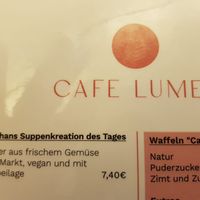 CAFE LUME
hans Suppenkreation des Tages
er aus frischem Gemüse
Markt, vegan und mit
eilage 7,40€
Waffeln "Ca
Natur
Puderzucke
Zimt und Zu
Extras